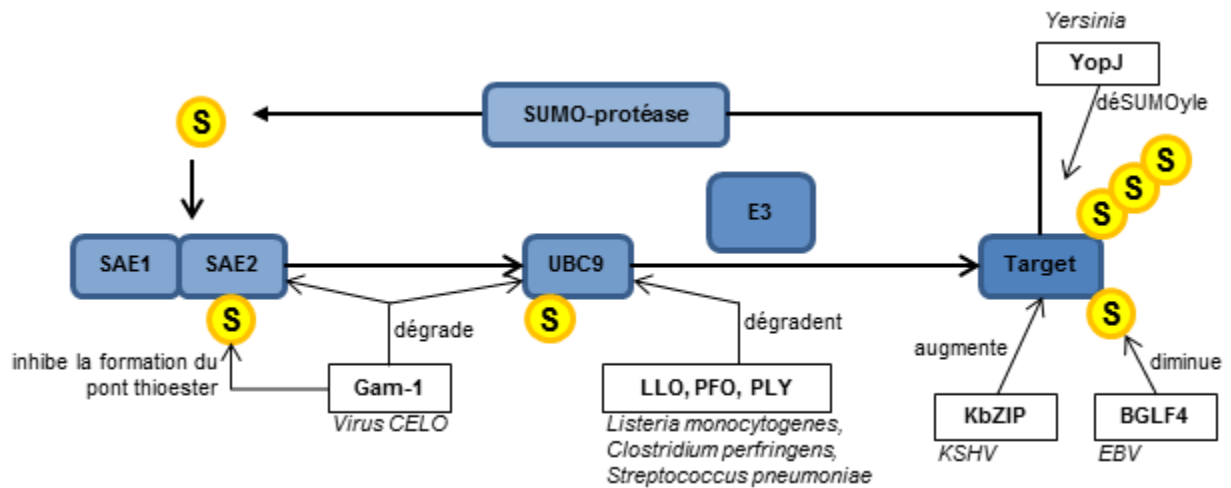 Yersinia
YopJ
déSUMOyle
SUMO-protéase
S
S
S
S
E3
SAE1
SAE2
UBC9
Target
S
S
S
dégrade
dégradent
augmente
diminue
inhibe la formation du
pont thioester
Gam-1
Virus CELO
LLO, PFO, PLY
Listeria monocytogenes,
Clostridium perfringens,
Streptococcus pneumoniae
KbZIP
KSHV
BGLF4
EBV